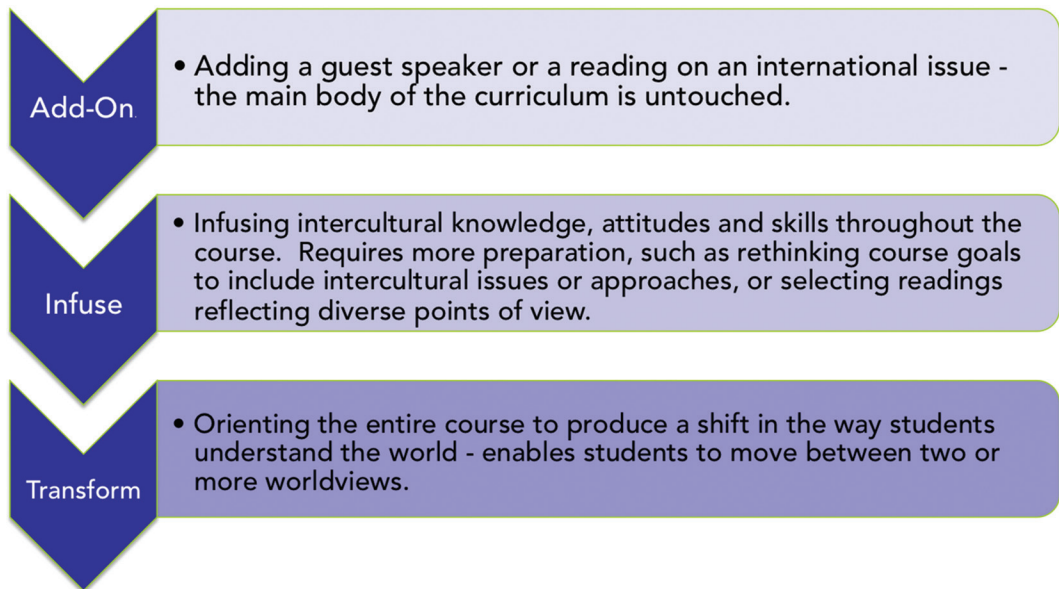 Add-On.
• Adding a guest speaker or a reading on an international issue -
the main body of the curriculum is untouched.
Infuse
• Infusing intercultural knowledge, attitudes and skills throughout the
course.  Requires more preparation, such as rethinking course goals
to include intercultural issues or approaches, or selecting readings
reflecting diverse points of view.
Transform
• Orienting the entire course to produce a shift in the way students
understand the world - enables students to move between two or
more worldviews.